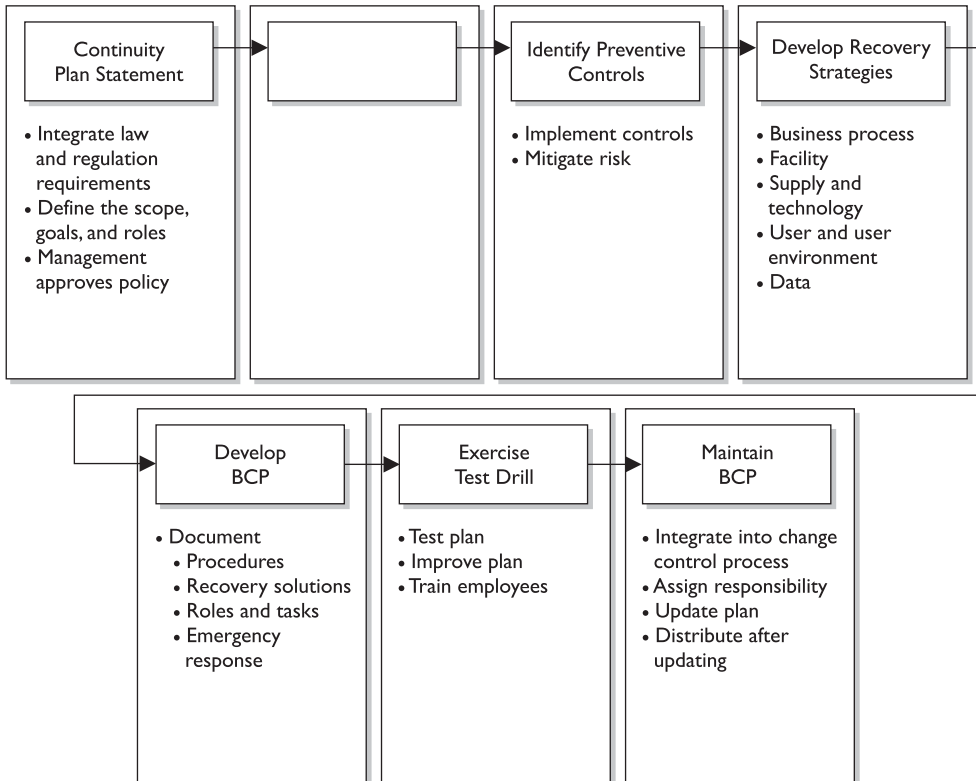 Continuity
Plan Statement
• Integrate law
and regulation
requirements
• Define the scope,
goals, and roles
• Management
approves policy
Identify Preventive
Controls
• Implement controls
• Mitigate risk
Develop Recovery
Strategies
• Business process
• Facility
• Supply and
technology
• User and user
environment
• Data
Develop
BCP
• Document
• Procedures
• Recovery solutions
• Roles and tasks
• Emergency
response
Exercise
Test Drill
• Test plan
• Improve plan
• Train employees
Maintain
BCP
• Integrate into change
control process
• Assign responsibility
• Update plan
• Distribute after
updating